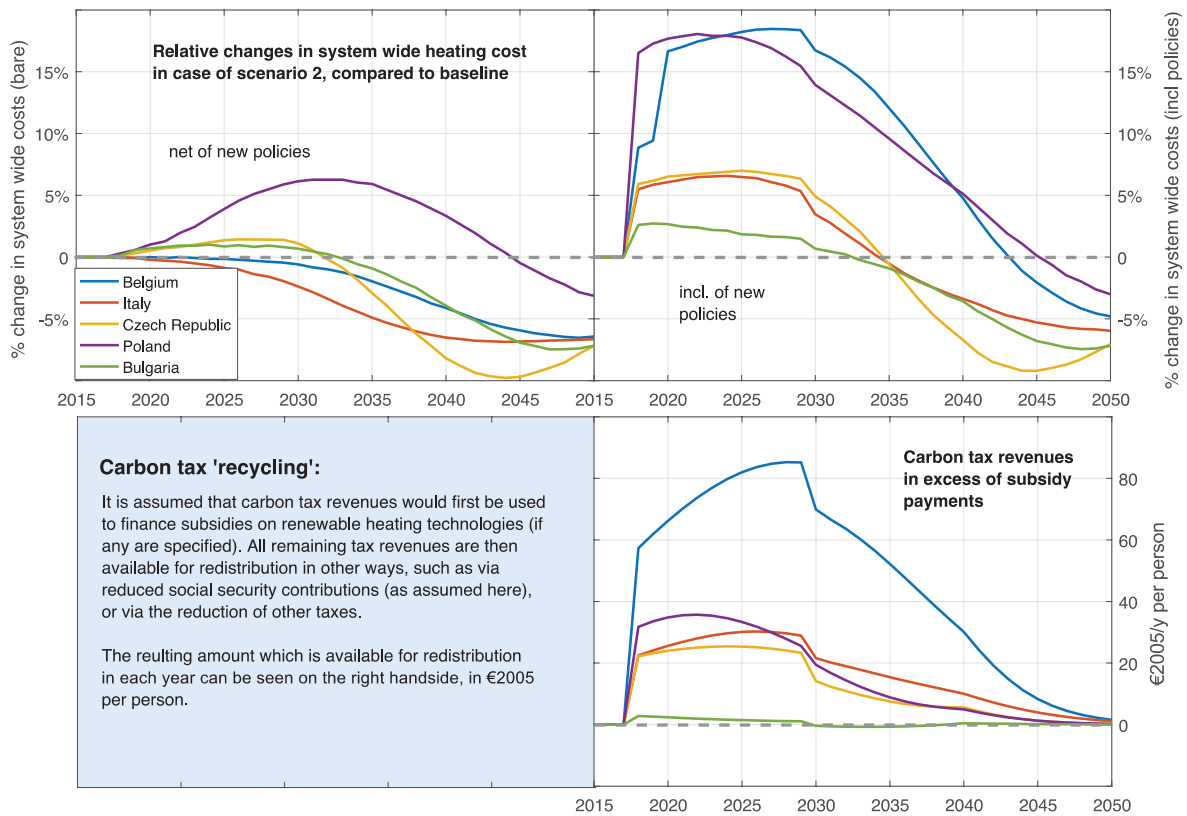 Relative changes in system wide heating cost
in case of scenario 2, compared to baseline
net of new policies
% change in system wide costs (bare)
15%
10%
5%
0
-5%
Belgium
Italy
Czech Republic
Poland
Bulgaria
2015 2020 2025 2030 2035 2040 2045
incl. of new
policies
% change in system wide costs (incl policies)
15%
10%
5%
0
-5%
2015 2020 2025 2030 2035 2040 2045 2050
Carbon tax 'recycling':
It is assumed that carbon tax revenues would first be used
to finance subsidies on renewable heating technologies (if
any are specified). All remaining tax revenues are then
available for redistribution in other ways, such as via
reduced social security contributions (as assumed here),
or via the reduction of other taxes.
The reulting amount which is available for redistribution
in each year can be seen on the right handside, in €2005
per person.
Carbon tax revenues
in excess of subsidy
payments
€2005/y per person
80
60
40
20
0
2015 2020 2025 2030 2035 2040 2045 2050